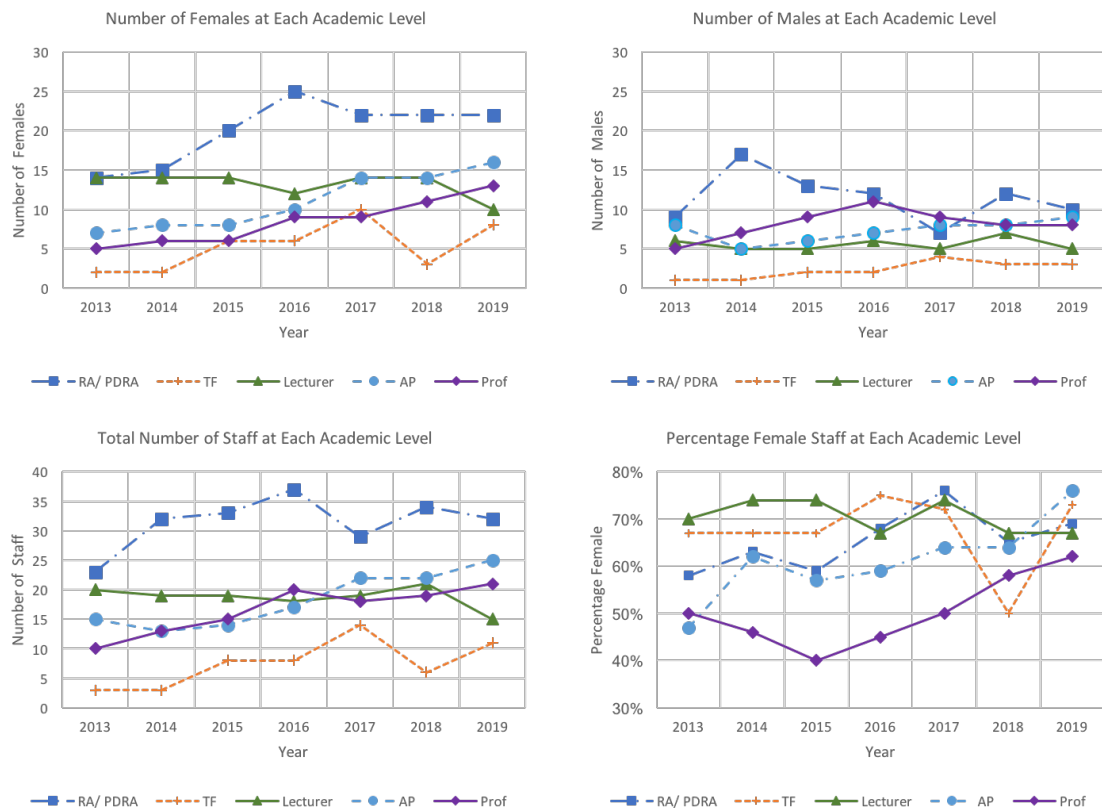 Number of Females at Each Academic Level
30
25
20
15
10
5
0
Number of Females
2013 2014 2015 2016 2017 2018 2019
Year
RA/ PDRA TF Lecturer AP Prof
Number of Males at Each Academic Level
30
25
20
15
10
5
0
Number of Males
2013 2014 2015 2016 2017 2018 2019
Year
RA/ PDRA TF Lecturer AP Prof
Total Number of Staff at Each Academic Level
40
35
30
25
20
15
10
5
0
Number of Staff
2013 2014 2015 2016 2017 2018 2019
Year
RA/ PDRA TF Lecturer AP Prof
Percentage Female Staff at Each Academic Level
80%
70%
60%
50%
40%
30%
Percentage Female
2013 2014 2015 2016 2017 2018 2019
Year
RA/ PDRA TF Lecturer AP Prof